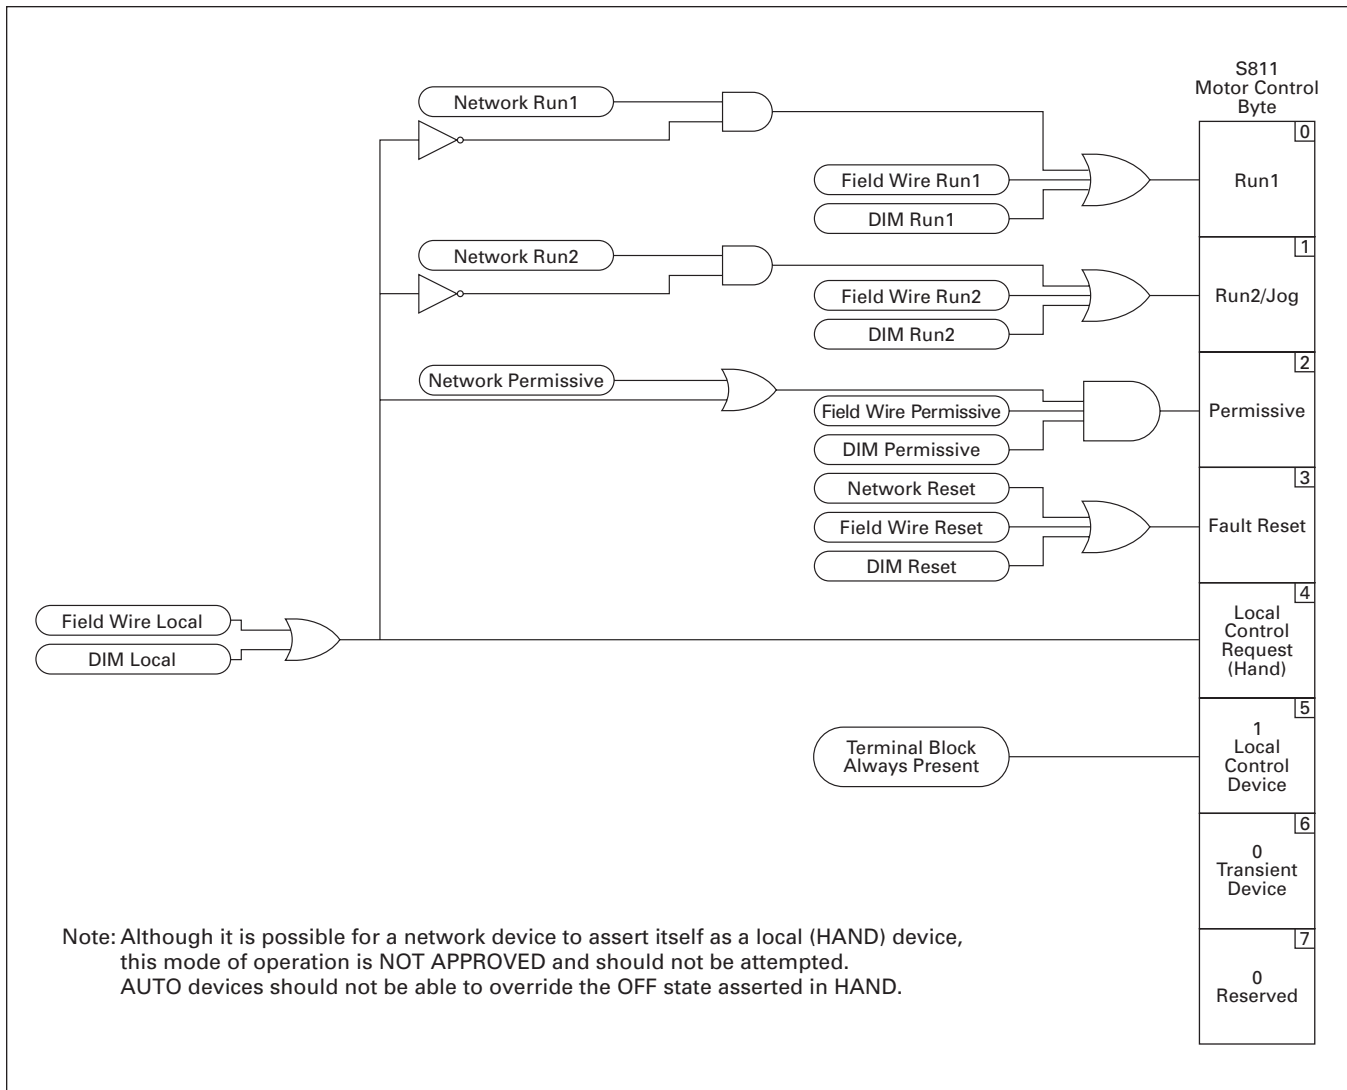 S811
Motor Control
Byte
Network Run1
0
Field Wire Run1
Run1
DIM Run1
Network Run2
1
Field Wire Run2
Run2/Jog
DIM Run2
Network Permissive
2
Field Wire Permissive
Permissive
DIM Permissive
Network Reset
3
Field Wire Reset
Fault Reset
DIM Reset
Field Wire Local
DIM Local
4
Local
Control
Request
(Hand)
Terminal Block
Always Present
5
1
Local
Control
Device
6
0
Transient
Device
7
0
Reserved
Note: Although it is possible for a network device to assert itself as a local (HAND) device,
this mode of operation is NOT APPROVED and should not be attempted.
AUTO devices should not be able to override the OFF state asserted in HAND.